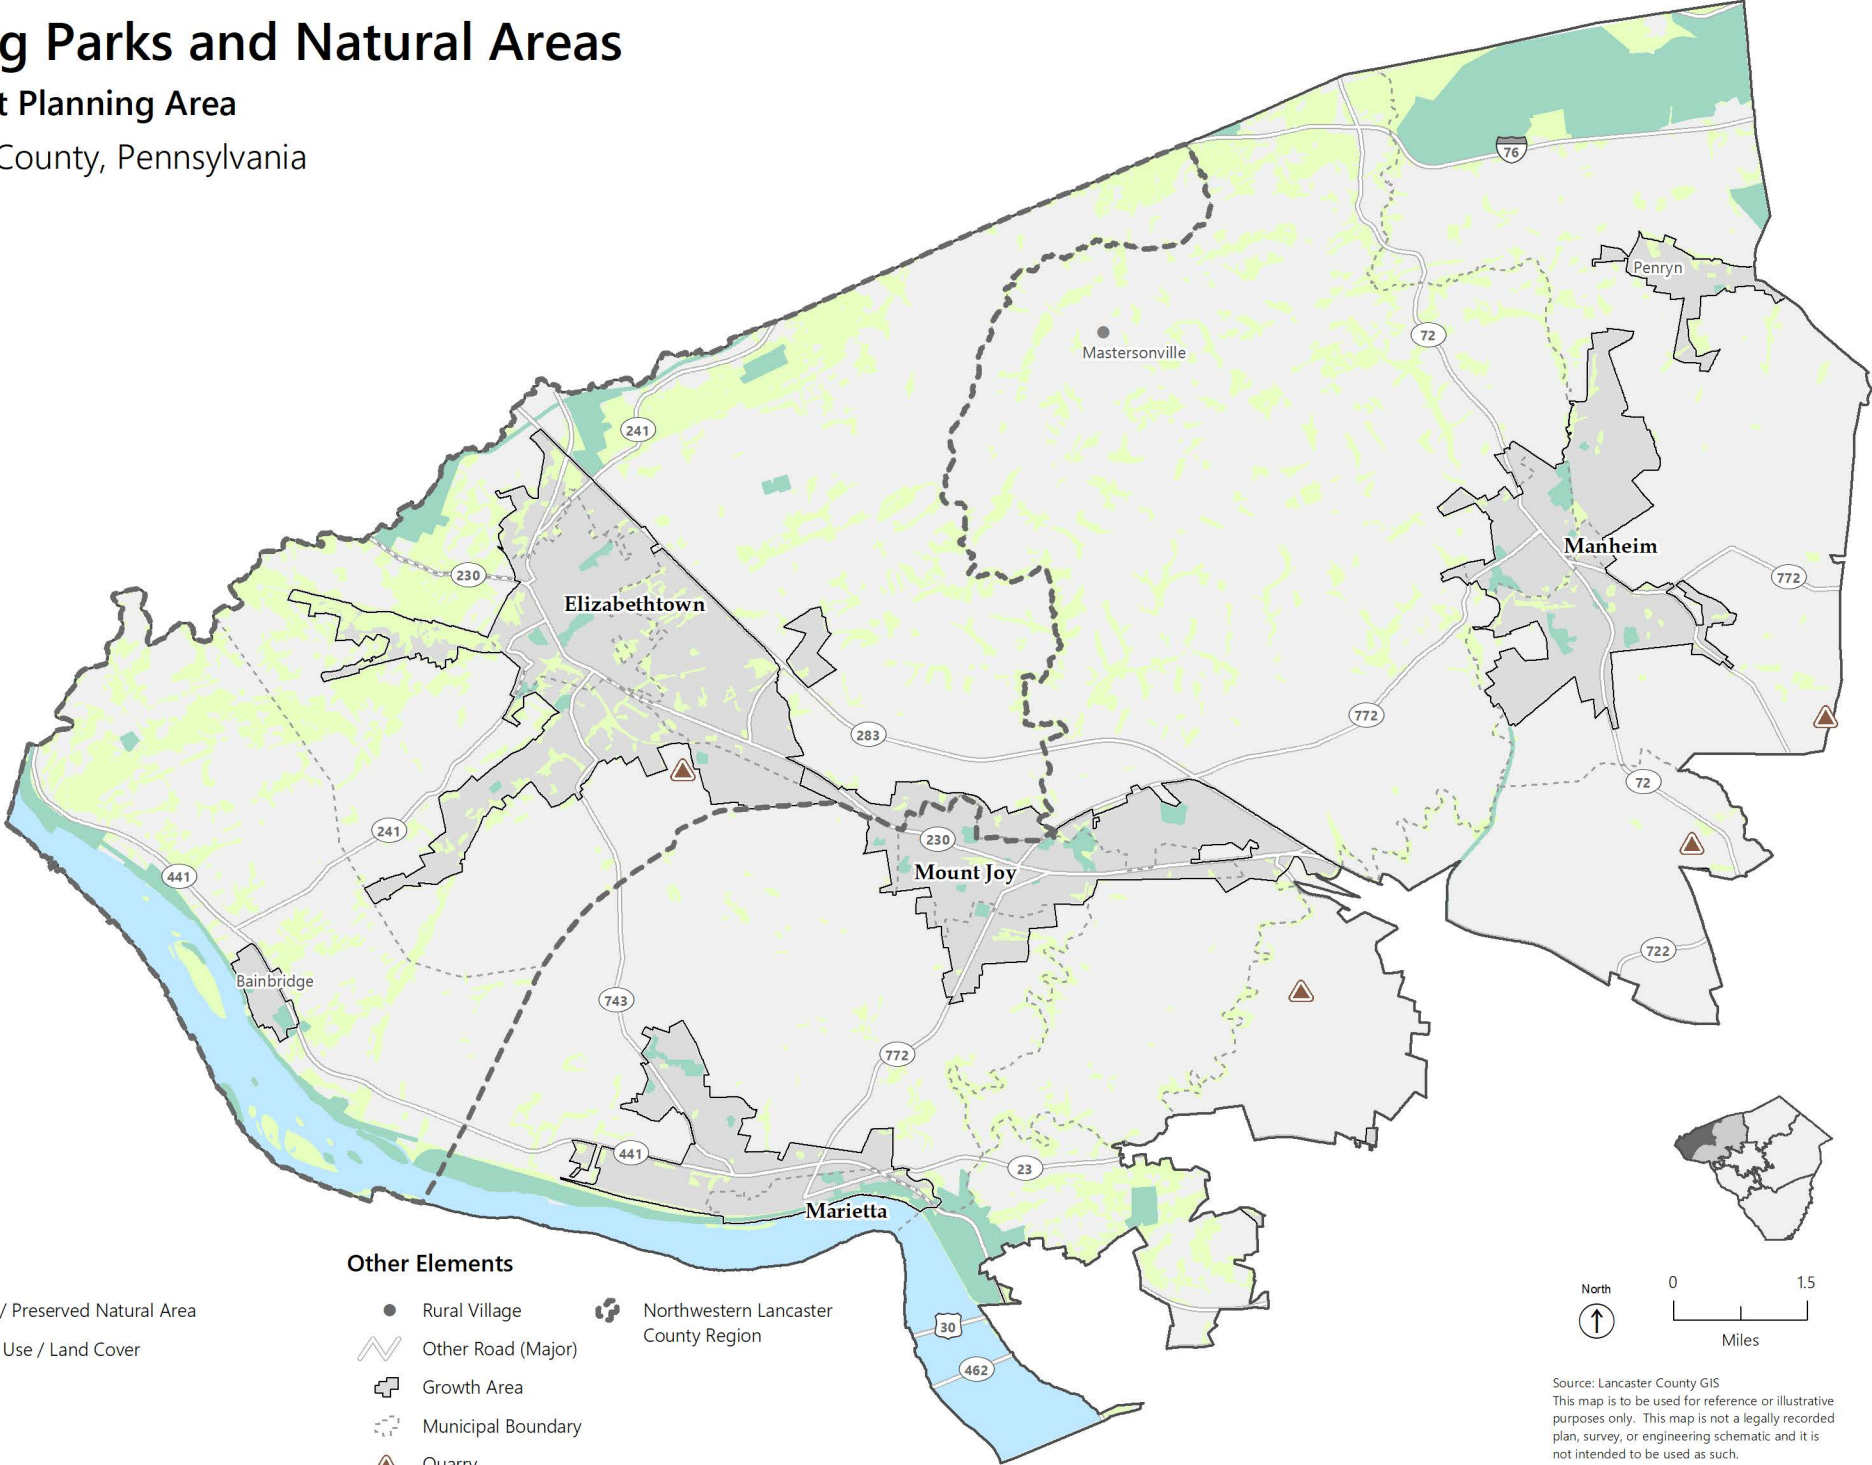 g Parks and Natural Areas
t Planning Area
County, Pennsylvania
76
Penryn
72
Mastersonville
241
Manheim
230
772
Elizabethtown
772
283
72
241
230
441
Mount Joy
722
Bainbridge
743
772
441
23
Marietta
30
462
/ Preserved Natural Area
Use / Land Cover
Other Elements
Rural Village
Other Road (Major)
Growth Area
Municipal Boundary
Quarry
Northwestern Lancaster
County Region
North
0 1.5
Miles
Source: Lancaster County GIS
This map is to be used for reference or illustrative
purposes only. This map is not a legally recorded
plan, survey, or engineering schematic and it is
not intended to be used as such.